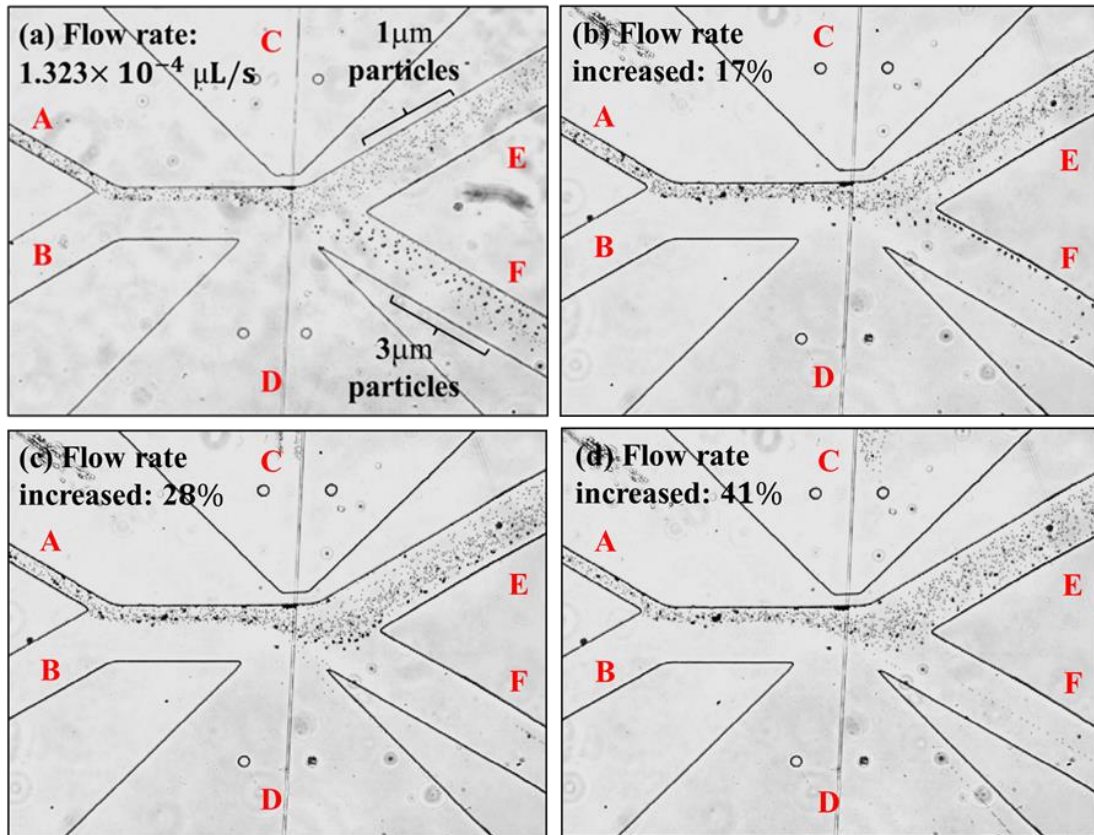 (a) Flow rate:
1.323× 10⁻⁴ μL/s
C
1μm
particles
A
E
B
F
3μm
particles
D
(b) Flow rate
increased: 17%
C
A
E
B
F
D
(c) Flow rate
increased: 28%
C
A
E
B
F
D
(d) Flow rate
increased: 41%
C
A
E
B
F
D